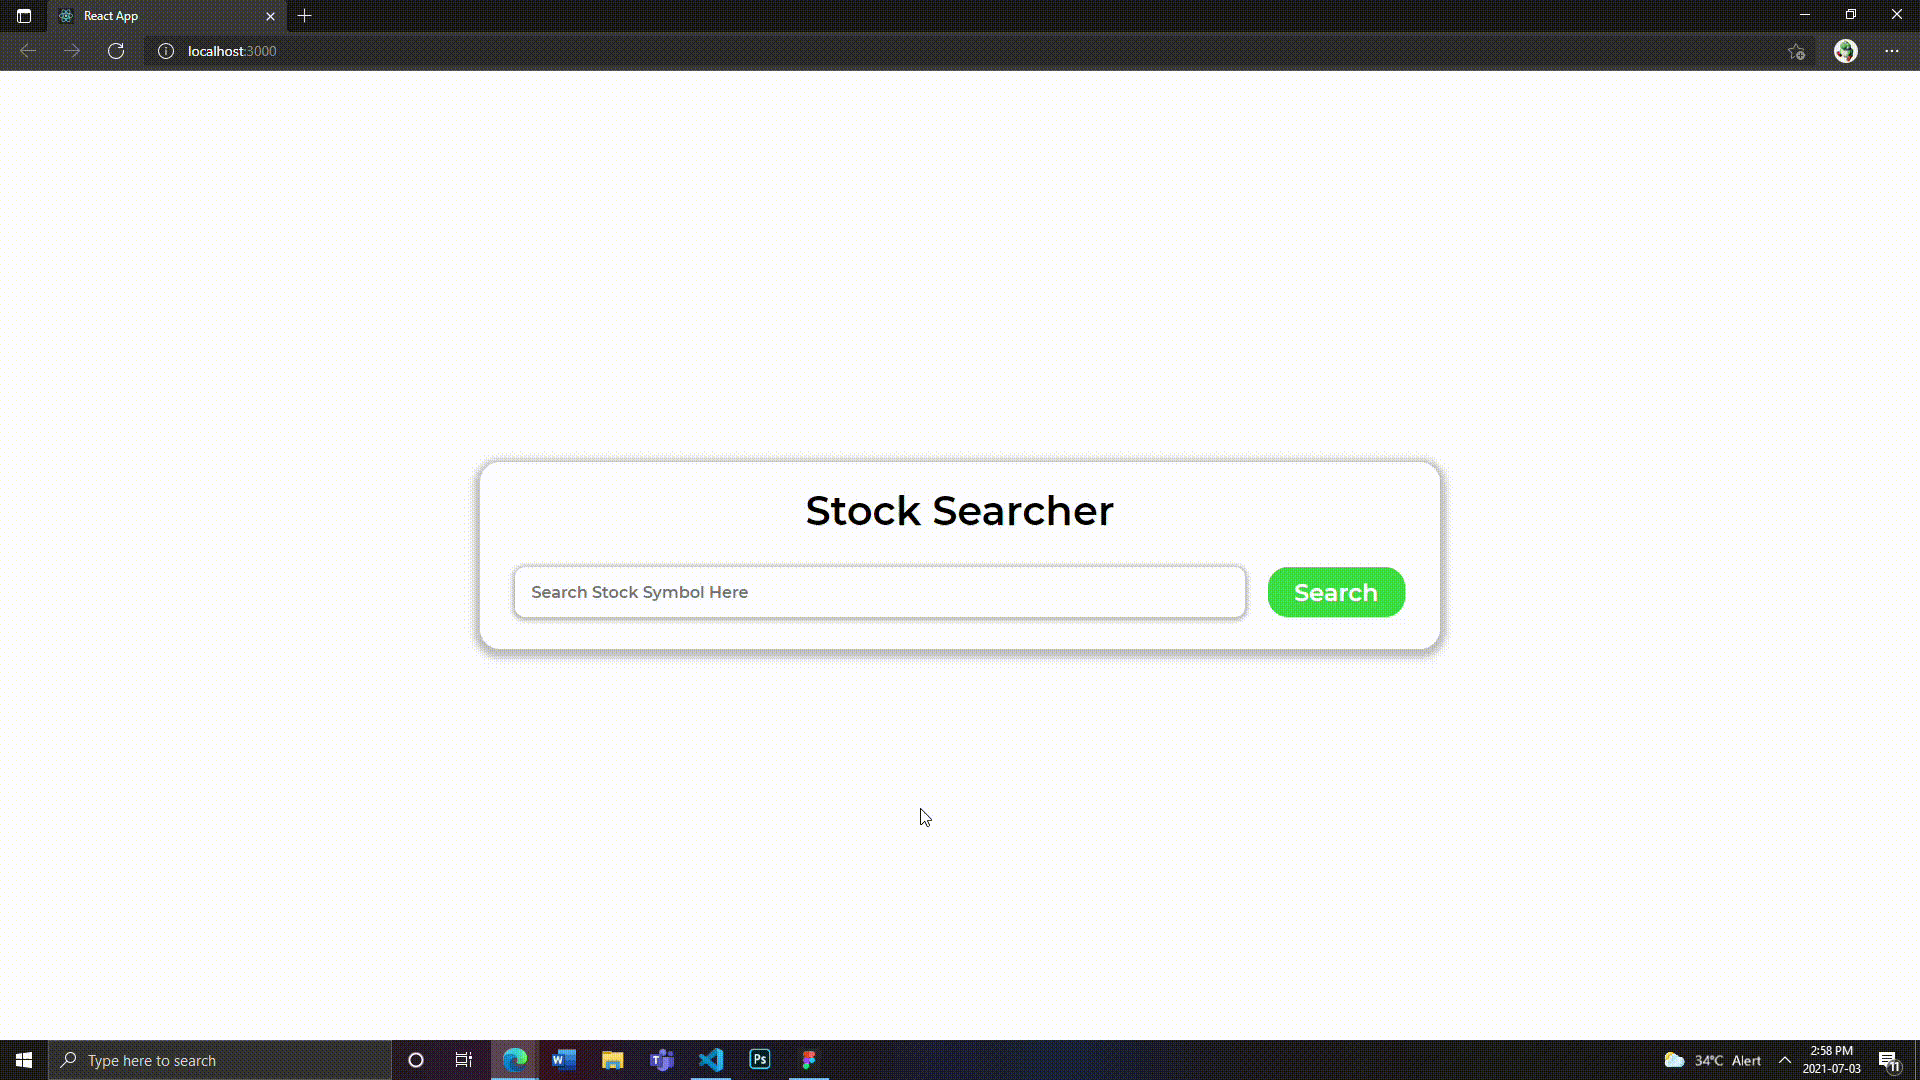 React App
localhost:3000
Stock Searcher
Search Stock Symbol Here
Search
Type here to search
W
T
Ps
34°C Alert
2:58 PM
2021-07-03
11